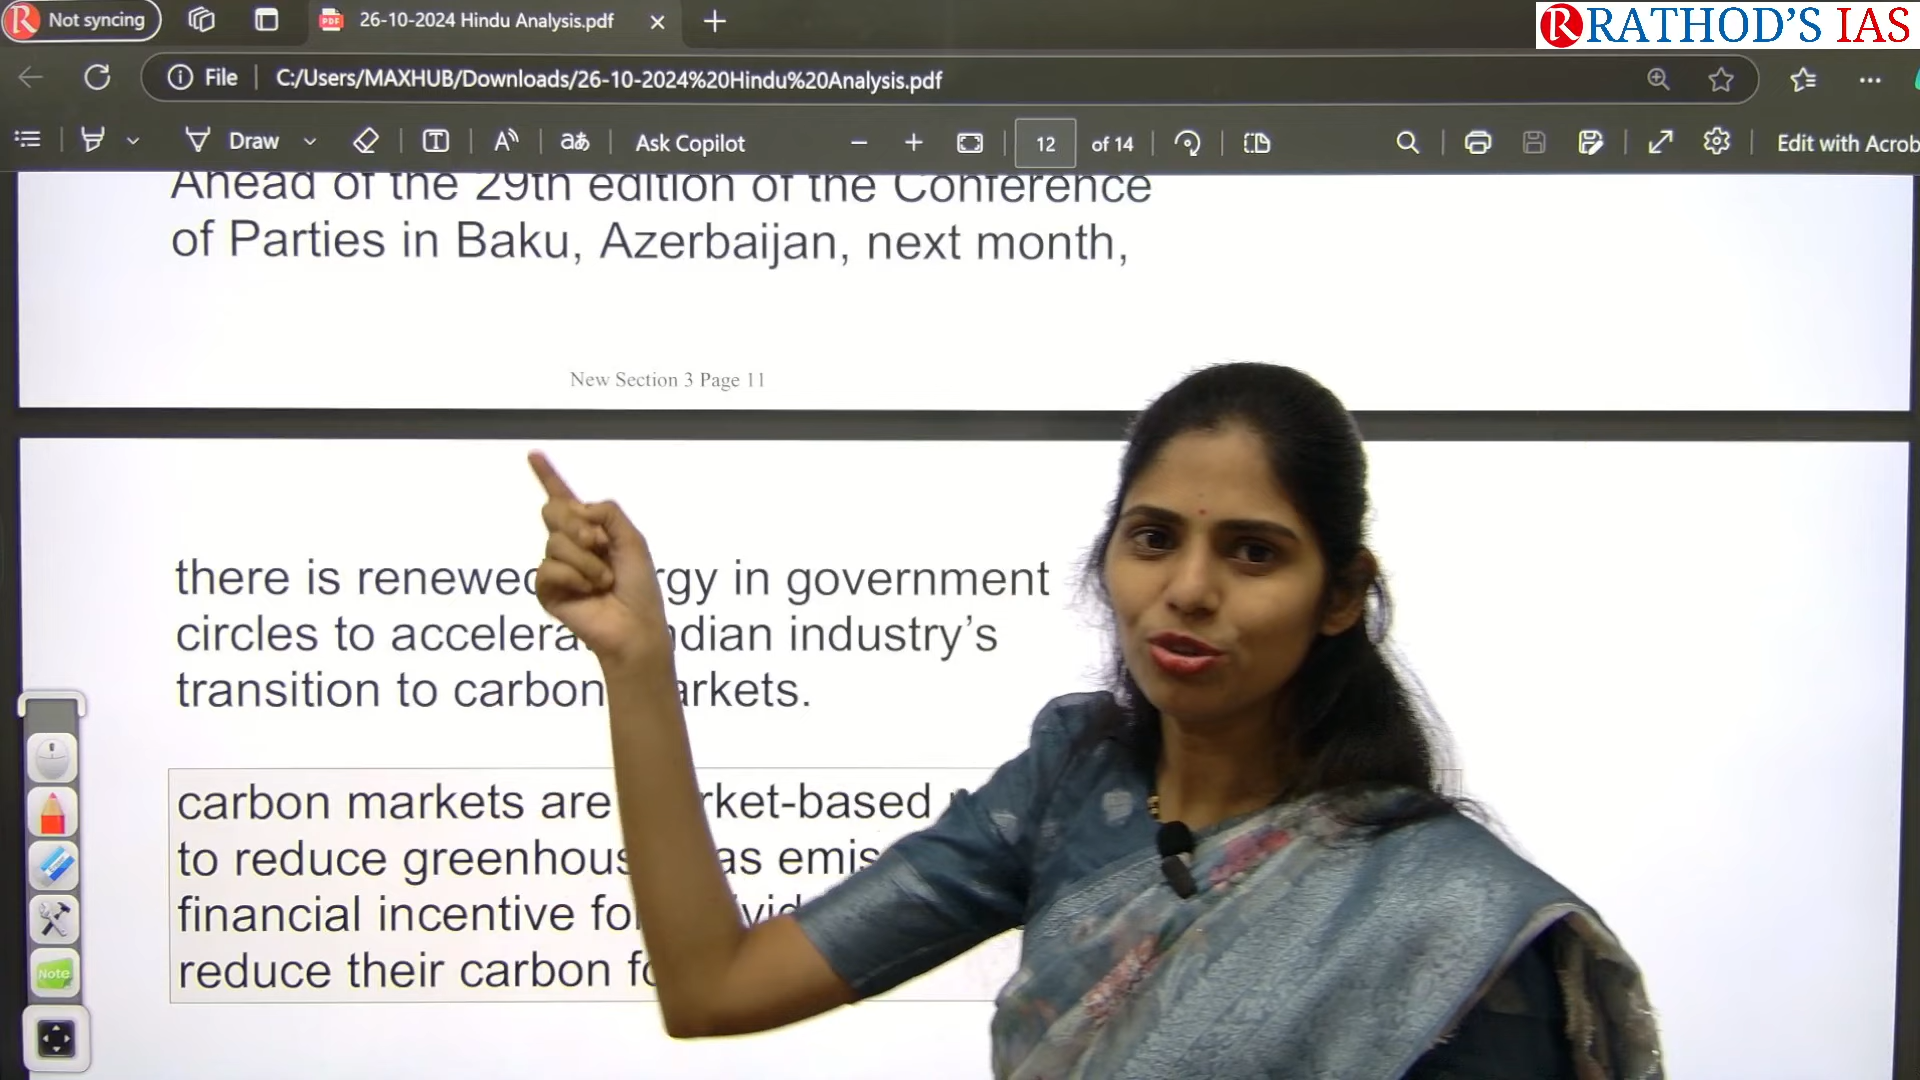 Not syncing
26-10-2024 Hindu Analysis.pdf
RATHOD'S IAS
File
C:/Users/MAXHUB/Downloads/26-10-2024%20Hindu%20Analysis.pdf
Draw
Ask Copilot
12 of 14
Edit with Acrob
Ahead of the 29th edition of the Conference
of Parties in Baku, Azerbaijan, next month,
New Section 3 Page 11
there is renewed rgy in government
circles to accelera ndian industry's
transition to carbon arkets.
carbon markets are rket-based
to reduce greenhous as emis
financial incentive fo ivid
reduce their carbon fo
Note